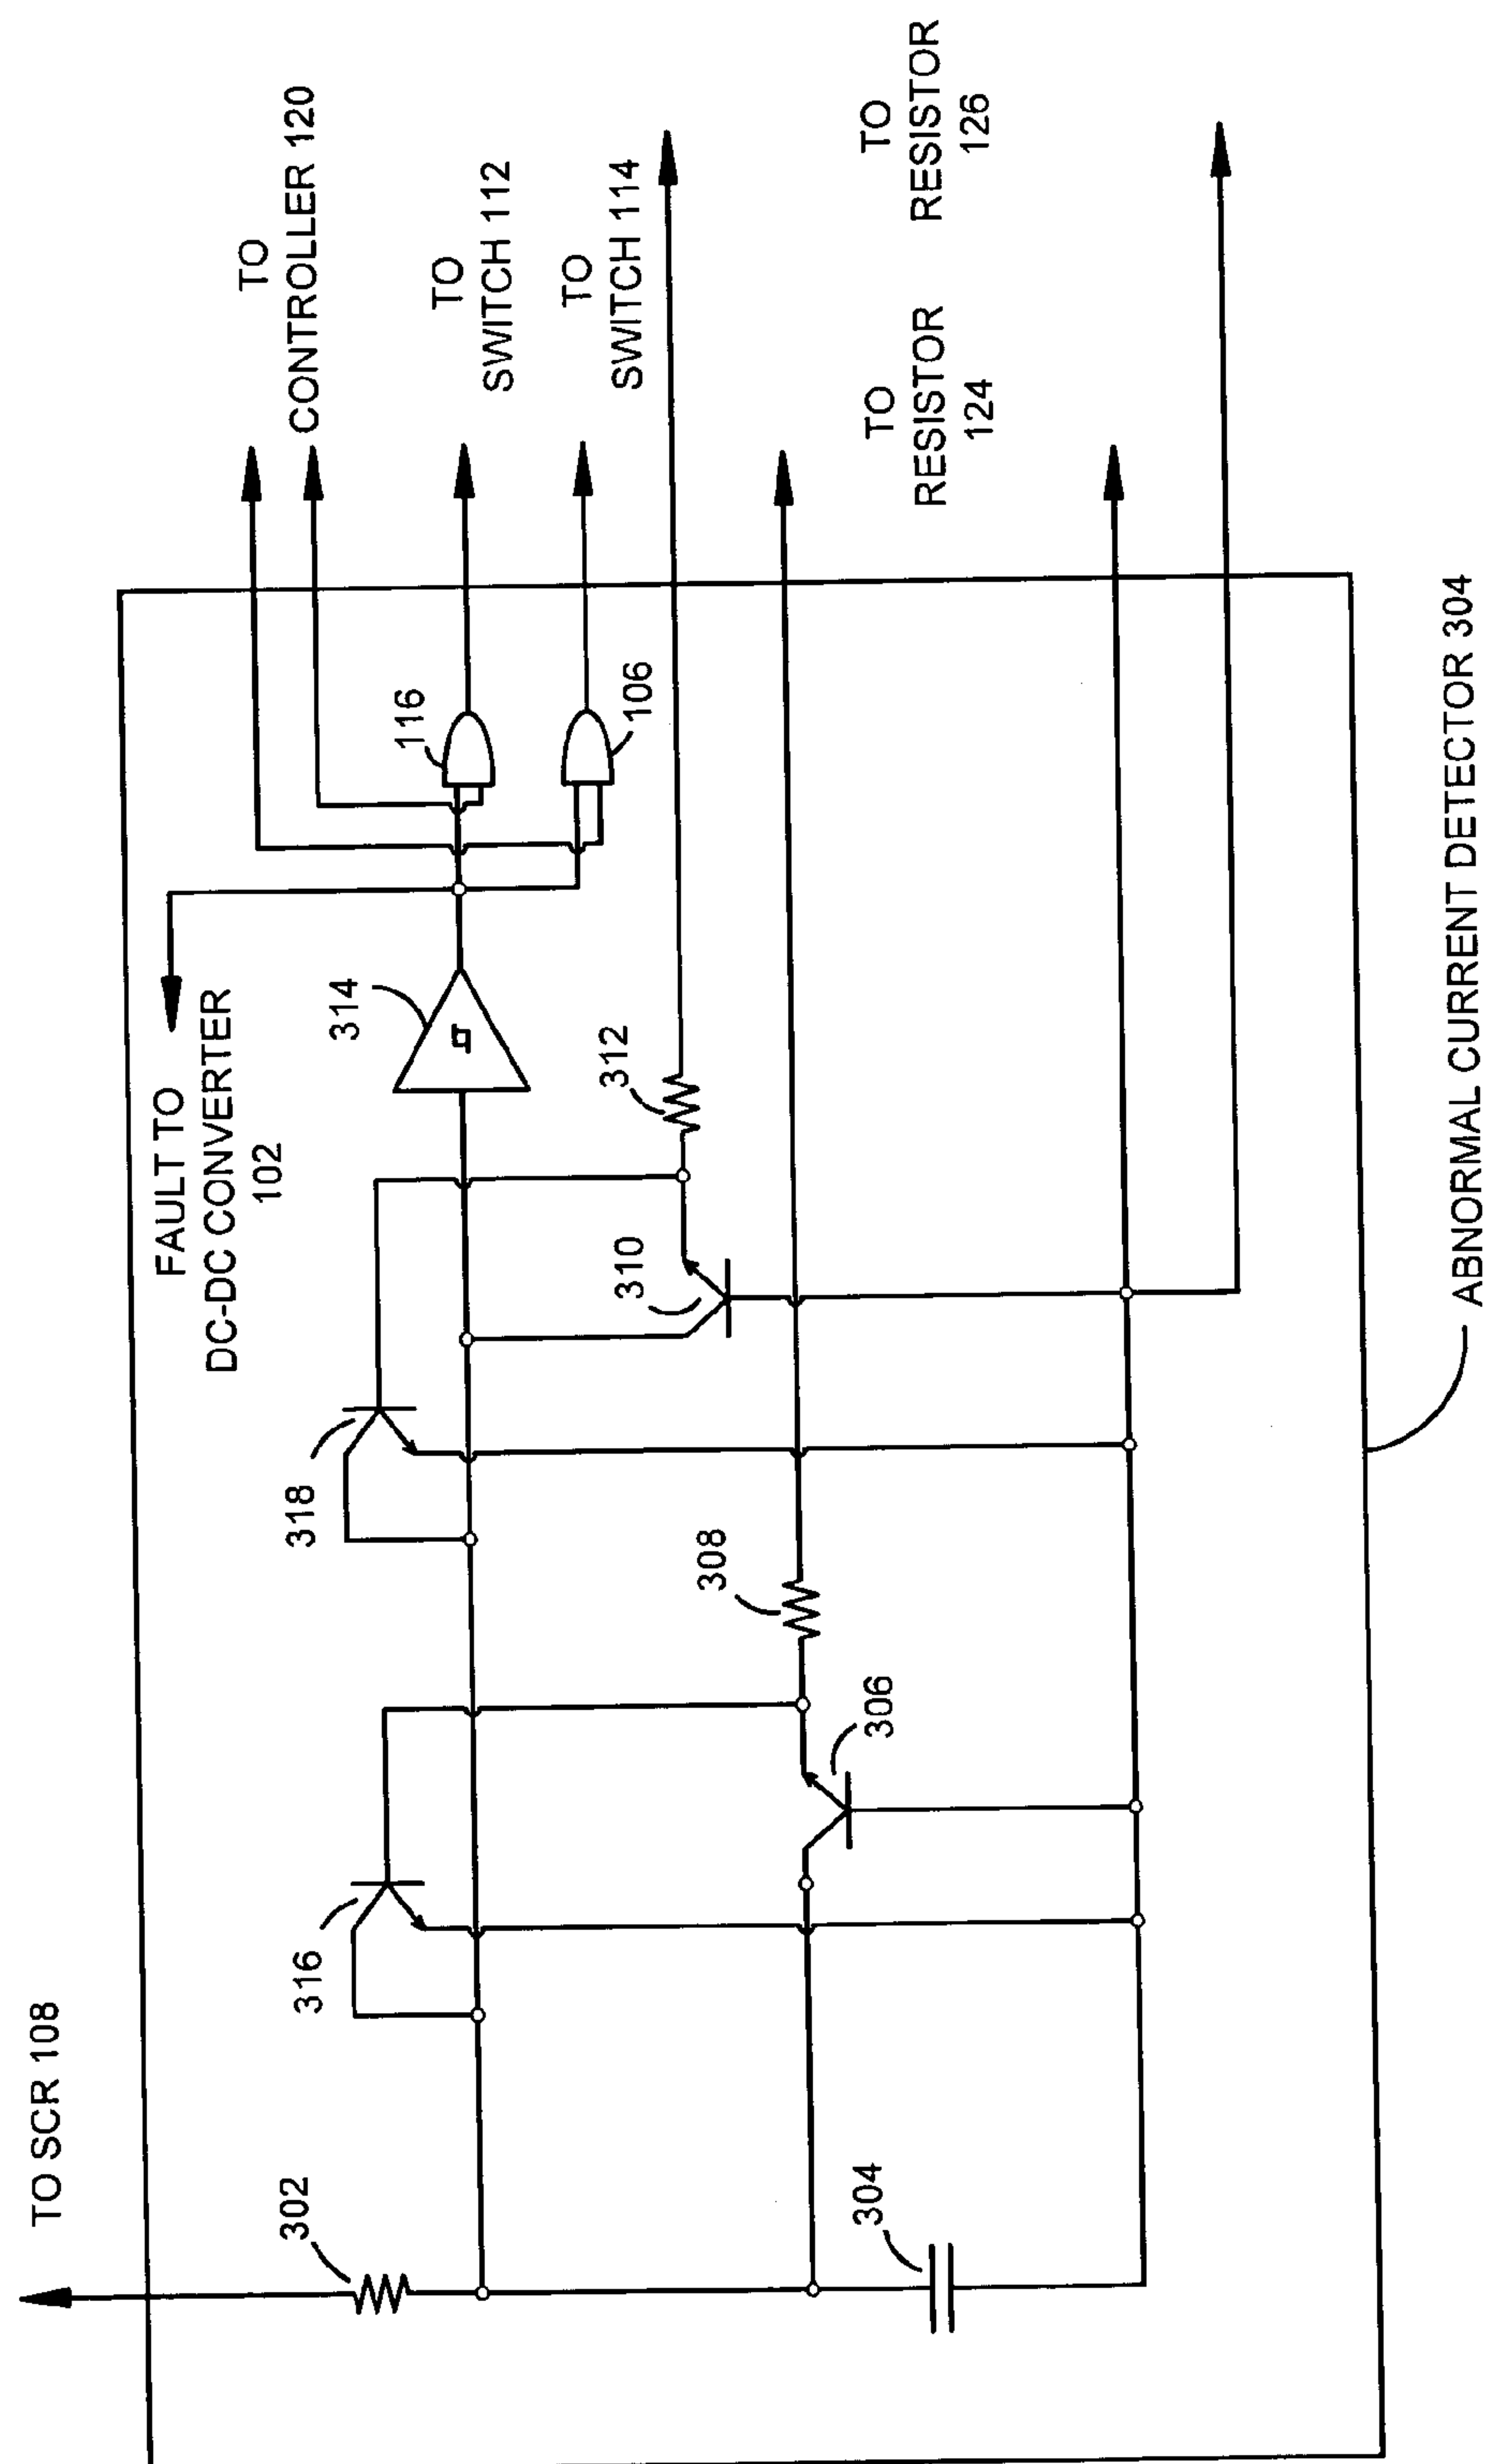 TO SCR 108
302
304
316
306
308
318
310
312
314
FAULT TO
DC-DC CONVERTER
102
116
106
TO
CONTROLLER 120
TO
SWITCH 112
TO
SWITCH 114
TO
RESISTOR
124
TO
RESISTOR
126
ABNORMAL CURRENT DETECTOR 304